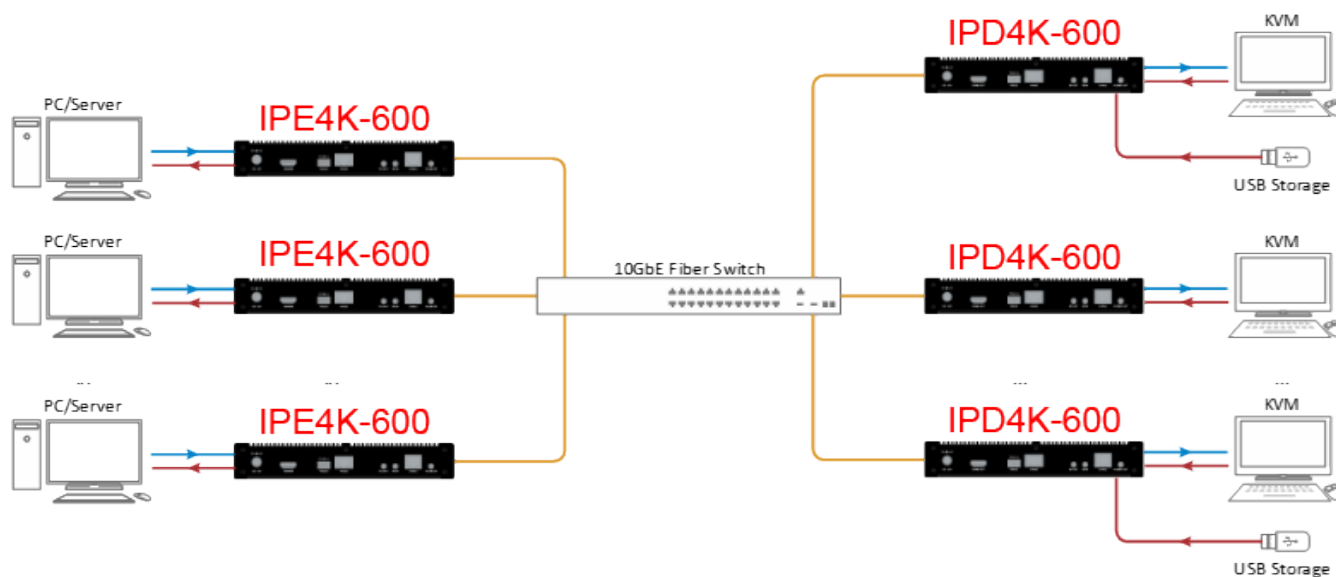 IPD4K-600
KVM
PC/Server
IPE4K-600
USB Storage
PC/Server
IPE4K-600
10GbE Fiber Switch
IPD4K-600
KVM
...
...
...
...
PC/Server
IPE4K-600
IPD4K-600
KVM
USB Storage